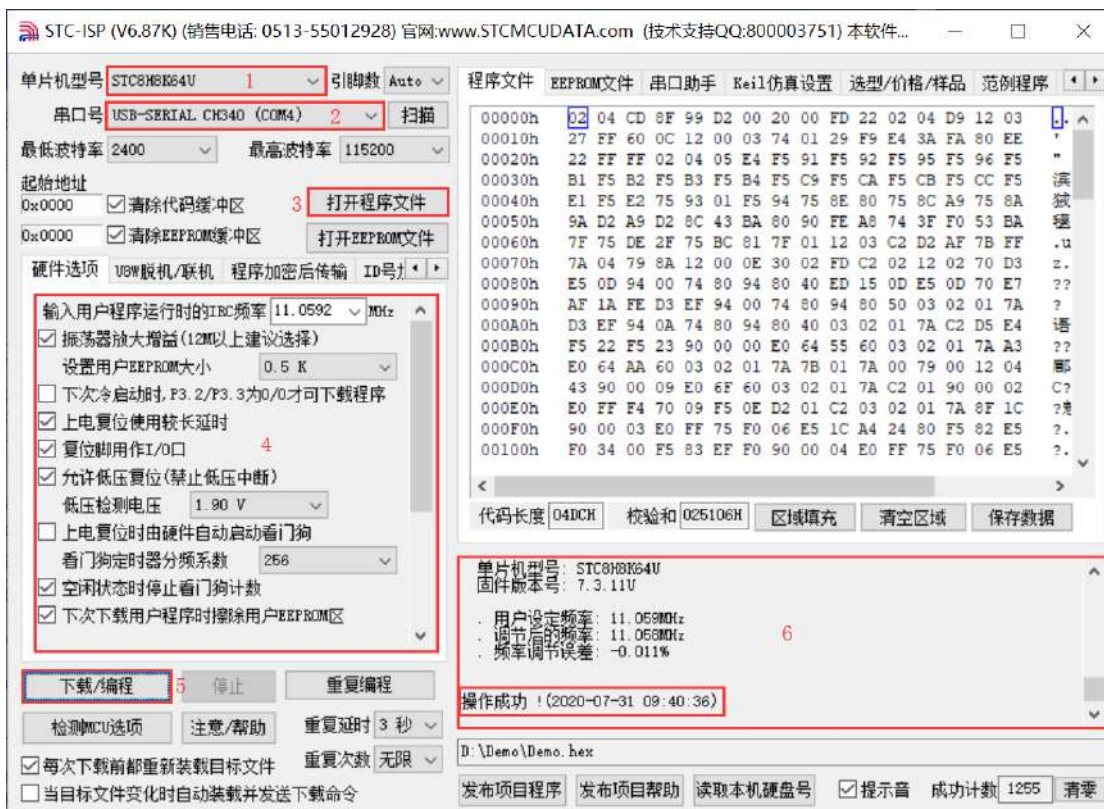 STC-ISP (V6.87K) (销售电话: 0513-55012928) 官网:www.STCMCUDATA.com (技术支持QQ:800003751) 本软件...
单片机型号 STC8H8K64U 1 引脚数 Auto
串口号 USB-SERIAL CH340 (COM4) 2 扫描
最低波特率 2400 最高波特率 115200
起始地址
0x0000 清除代码缓冲区 3 打开程序文件
0x0000 清除EEPROM缓冲区 打开EEPROM文件
硬件选项 U8W脱机/联机 程序加密后传输 ID号
输入用户程序运行时的IRC频率 11.0592 MHz
振荡器放大增益(12M以上建议选择)
设置用户EEPROM大小 0.5 K
下次冷启动时, P3.2/P3.3为0/0才可下载程序
上电复位使用较长延时
复位脚用作I/O口 4
允许低压复位(禁止低压中断)
低压检测电压 1.90 V
上电复位时由硬件自动启动看门狗
看门狗定时器分频系数 256
空闲状态时停止看门狗计数
下次下载用户程序时擦除用户EEPROM区
下载/编程 5 停止 重复编程
检测MCU选项 注意/帮助 重复延时 3 秒
重复次数 无限
每次下载前都重新装载目标文件
当目标文件变化时自动装载并发送下载命令
程序文件 EEPROM文件 串口助手 Keil仿真设置 选型/价格/样品 范例程序
00000h 02 04 CD 8F 99 D2 00 20 00 FD 22 02 04 D9 12 03 ..
00010h 27 FF 60 0C 12 00 03 74 01 29 F9 E4 3A FA 80 EE '
00020h 22 FF FF 02 04 05 E4 F5 91 F5 92 F5 95 F5 96 F5 "
00030h B1 F5 B2 F5 B3 F5 B4 F5 C9 F5 CA F5 CB F5 CC F5
00040h E1 F5 E2 75 93 01 F5 94 75 8E 80 75 8C A9 75 8A
00050h 9A D2 A9 D2 8C 43 BA 80 90 FE A8 74 3F F0 53 BA
00060h 7F 75 DE 2F 75 BC 81 7F 01 12 03 C2 D2 AF 7B FF .u
00070h 7A 04 79 8A 12 00 0E 30 02 FD C2 02 12 02 70 D3 z.
00080h E5 0D 94 00 74 80 94 80 40 ED 15 0D E5 0D 70 E7 ??
00090h AF 1A FE D3 EF 94 00 74 80 94 80 50 03 02 01 7A ?
000A0h D3 EF 94 0A 74 80 94 80 40 03 02 01 7A C2 D5 E4 语
000B0h F5 22 F5 23 90 00 00 E0 64 55 60 03 02 01 7A A3 ??
000C0h E0 64 AA 60 03 02 01 7A 7B 01 7A 00 79 00 12 04
000D0h 43 90 00 09 E0 6F 60 03 02 01 7A C2 01 90 00 02 C?
000E0h E0 FF F4 70 09 F5 0E D2 01 C2 03 02 01 7A 8F 1C
000F0h 90 00 03 E0 FF 75 F0 06 E5 1C A4 24 80 F5 82 E5 ?.
00100h F0 34 00 F5 83 EF F0 90 00 04 E0 FF 75 F0 06 E5 ?.
代码长度 04DCH 校验和 025106H 区域填充 清空区域 保存数据
单片机型号: STC8H8K64U
固件版本号: 7.3.11U
. 用户设定频率: 11.059MHz
. 调节后的频率: 11.058MHz 6
. 频率调节误差: -0.011%
操作成功 !(2020-07-31 09:40:36)
D:\Demo\Demo.hex
发布项目程序 发布项目帮助 读取本机硬盘号 提示音 成功计数 1255 清零